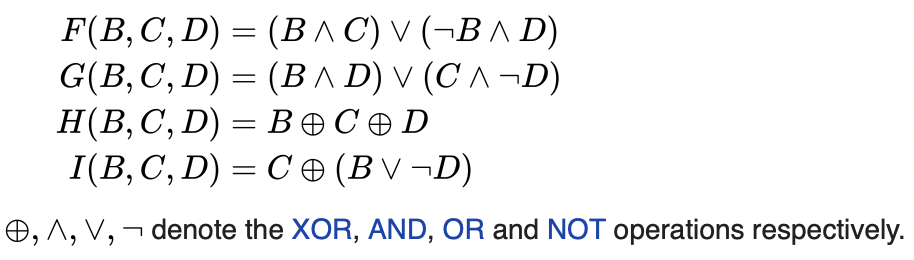 F(B, C, D) = (B ∧ C) ∨ (¬B ∧ D)
G(B, C, D) = (B ∧ D) ∨ (C ∧ ¬D)
H(B, C, D) = B ⊕ C ⊕ D
I(B, C, D) = C ⊕ (B ∨ ¬D)
⊕, ∧, ∨, ¬ denote the XOR, AND, OR and NOT operations respectively.